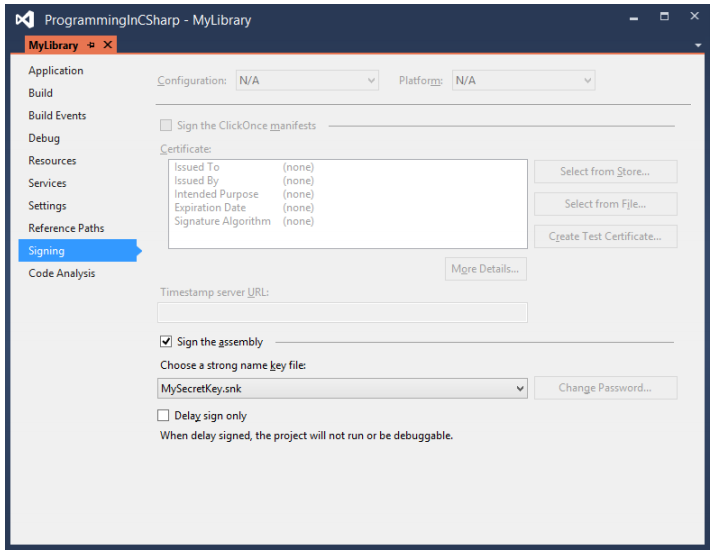 ProgrammingInCSharp - MyLibrary
MyLibrary
Application
Build
Build Events
Debug
Resources
Services
Settings
Reference Paths
Signing
Code Analysis
Configuration: N/A Platform: N/A
Sign the ClickOnce manifests
Certificate:
Issued To (none)
Issued By (none)
Intended Purpose (none)
Expiration Date (none)
Signature Algorithm (none)
Select from Store...
Select from File...
Create Test Certificate...
More Details...
Timestamp server URL:
Sign the assembly
Choose a strong name key file:
MySecretKey.snk
Change Password...
Delay sign only
When delay signed, the project will not run or be debuggable.